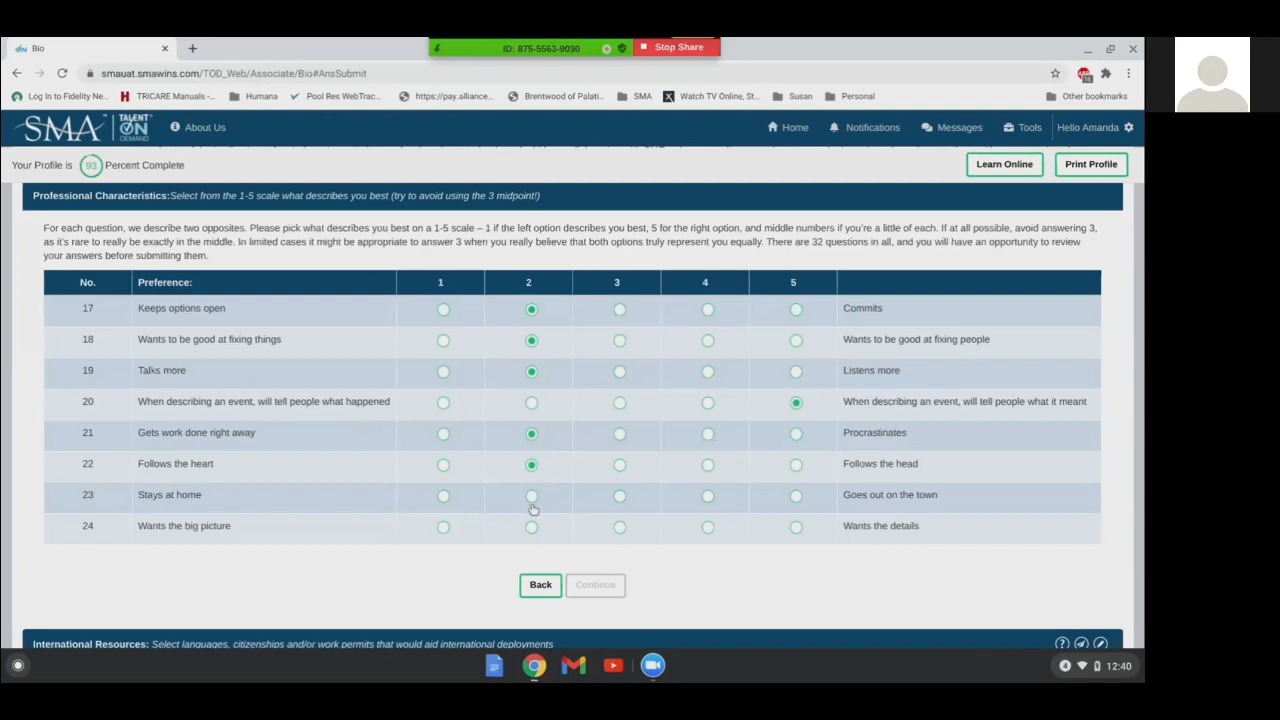 Bio
ID: 875-5563-9090
Stop Share
smauat.smawins.com/TOD_Web/Associate/Bio#AnsSubmit
Log In to Fidelity Ne...
TRICARE Manuals -...
Humana
Pool Res WebTrac...
https://pay.alliance...
Brentwood of Palati...
SMA
Watch TV Online, St...
Susan
Personal
Other bookmarks
SMA TALENT ON DEMAND
About Us
Home
Notifications
Messages
Tools
Hello Amanda
Your Profile is 93 Percent Complete
Learn Online
Print Profile
Professional Characteristics:Select from the 1-5 scale what describes you best (try to avoid using the 3 midpoint!)
For each question, we describe two opposites. Please pick what describes you best on a 1-5 scale – 1 if the left option describes you best, 5 for the right option, and middle numbers if you're a little of each. If at all possible, avoid answering 3,
as it's rare to really be exactly in the middle. In limited cases it might be appropriate to answer 3 when you really believe that both options truly represent you equally. There are 32 questions in all, and you will have an opportunity to review
your answers before submitting them.
No. Preference: 1 2 3 4 5
17 Keeps options open Commits
18 Wants to be good at fixing things Wants to be good at fixing people
19 Talks more Listens more
20 When describing an event, will tell people what happened When describing an event, will tell people what it meant
21 Gets work done right away Procrastinates
22 Follows the heart Follows the head
23 Stays at home Goes out on the town
24 Wants the big picture Wants the details
Back
Continue
International Resources: Select languages, citizenships and/or work permits that would aid international deployments
4
12:40